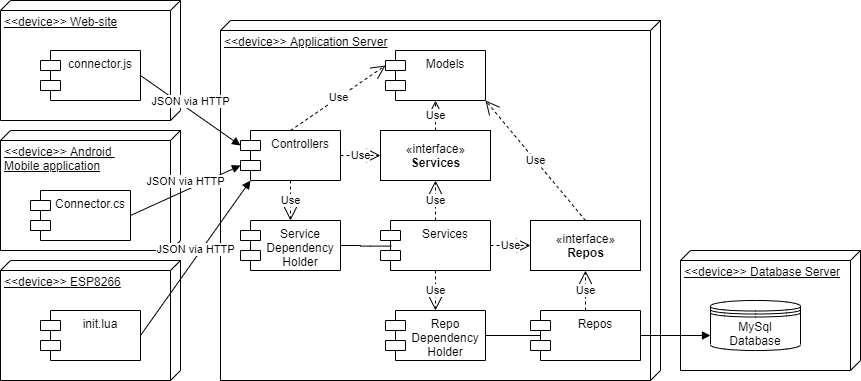 <<device>> Web-site
connector.js
JSON via HTTP
<<device>> Android
Mobile application
Connector.cs
JSON via HTTP
<<device>> ESP8266
init.lua
JSON via HTTP
<<device>> Application Server
Models
Use
Use
Controllers
Use
«interface»
Services
Use
Use
Use
Service
Dependency
Holder
Services
Use
«interface»
Repos
Use
Use
Repo
Dependency
Holder
Repos
<<device>> Database Server
MySql
Database